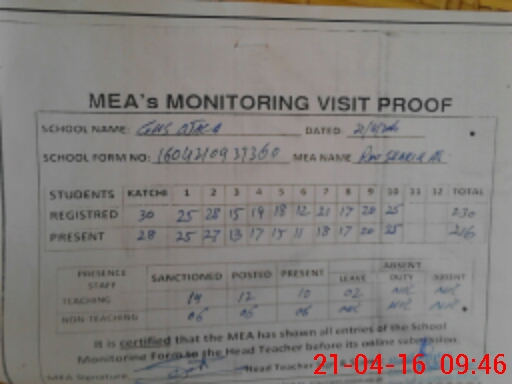 MEA's MONITORING VISIT PROOF
SCHOOL NAME: GHS DATED: 21/4/2016
SCHOOL FORM NO: MEA NAME
STUDENTS KATCHI 1 2 3 4 5 6 7 8 9 10 11 12 TOTAL
REGISTRED 30 25 28 15 19 18 12 21 17 20 25 230
PRESENT 28 25 27 13 17 15 11 18 17 20 25 216
PRESENCE STAFF SANCTIONED POSTED PRESENT ABSENT
LEAVE DUTY ABSENT
TEACHING 14 12 10 02 NIL NIL
NON-TEACHING 06 05 05 NIL NIL NIL
It is certified that the MEA has shown all entries of the School
Monitoring Form to the Head Teacher before its online submission.
MEA Signature Head Teacher
21-04-16 09:46